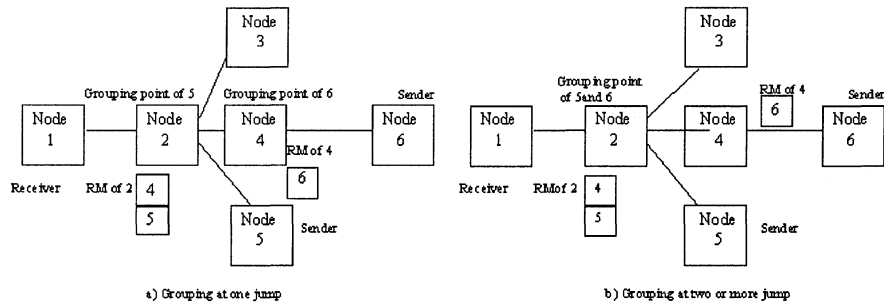 Node
3
Grouping point of 5
Grouping point of 6
Sender
Node
1
Node
2
Node
4
Node
6
RM of 4
6
Receiver
RM of 2
4
5
Node
5
Sender
a) Grouping at one jump
Node
3
Grouping point
of 5and 6
RM of 4
6
Sender
Node
1
Node
2
Node
4
Node
6
Receiver
RMof 2
4
5
Node
5
Sender
b) Grouping at two or more jump